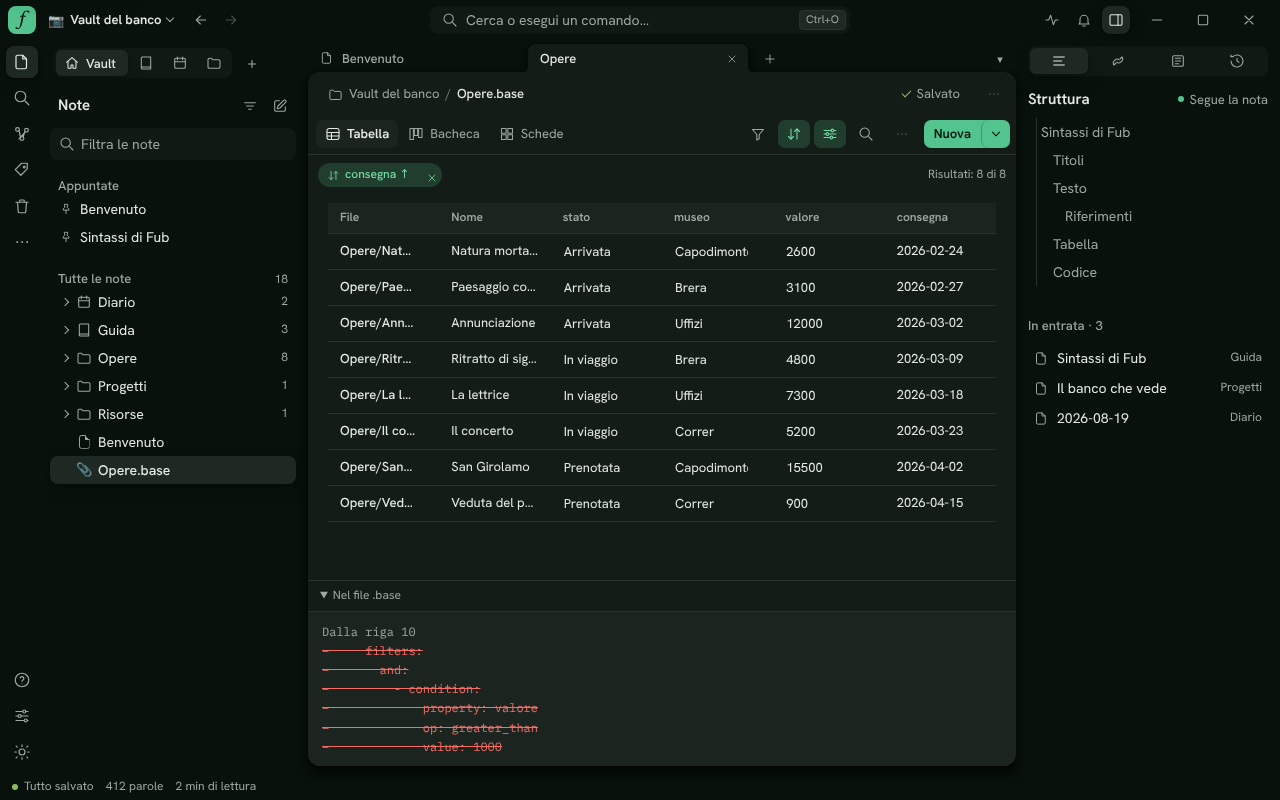 f
Vault del banco
Cerca o esegui un comando...
Ctrl+O
Vault
Note
Filtra le note
Appuntate
Benvenuto
Sintassi di Fub
Tutte le note 18
Diario 2
Guida 3
Opere 8
Progetti 1
Risorse 1
Benvenuto
Opere.base
Tutto salvato 412 parole 2 min di lettura
Benvenuto
Opere
Vault del banco / Opere.base
Salvato
Tabella
Bacheca
Schede
Nuova
consegna ↑
Risultati: 8 di 8
File Nome stato museo valore consegna
Opere/Nat... Natura morta... Arrivata Capodimont 2600 2026-02-24
Opere/Pae... Paesaggio co... Arrivata Brera 3100 2026-02-27
Opere/Ann... Annunciazione Arrivata Uffizi 12000 2026-03-02
Opere/Ritr... Ritratto di sig... In viaggio Brera 4800 2026-03-09
Opere/La l... La lettrice In viaggio Uffizi 7300 2026-03-18
Opere/Il co... Il concerto In viaggio Correr 5200 2026-03-23
Opere/San... San Girolamo Prenotata Capodimont 15500 2026-04-02
Opere/Ved... Veduta del p... Prenotata Correr 900 2026-04-15
Nel file .base
Dalla riga 10
- filters:
- and:
- - condition:
- property: valore
- op: greater_than
- value: 1000
Struttura
Segue la nota
Sintassi di Fub
Titoli
Testo
Riferimenti
Tabella
Codice
In entrata · 3
Sintassi di Fub Guida
Il banco che vede Progetti
2026-08-19 Diario